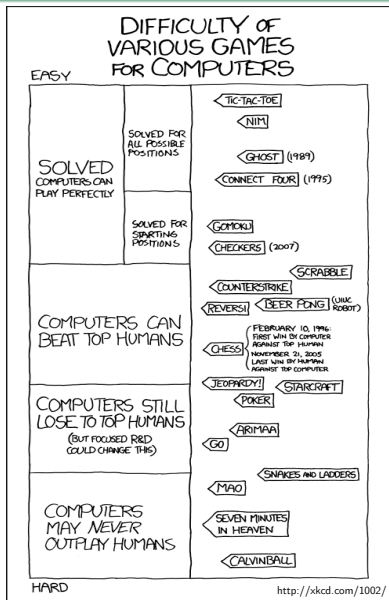 DIFFICULTY OF
VARIOUS GAMES
FOR COMPUTERS
EASY
SOLVED
COMPUTERS CAN
PLAY PERFECTLY
SOLVED FOR
ALL POSSIBLE
POSITIONS
TIC-TAC-TOE
NIM
GHOST (1989)
CONNECT FOUR (1995)
SOLVED FOR
STARTING
POSITIONS
GOMOKU
CHECKERS (2007)
COMPUTERS CAN
BEAT TOP HUMANS
SCRABBLE
COUNTERSTRIKE
REVERSI
BEER PONG (UIUC
ROBOT)
CHESS
FEBRUARY 10, 1996:
FIRST WIN BY COMPUTER
AGAINST TOP HUMAN
NOVEMBER 21, 2005
LAST WIN BY HUMAN
AGAINST TOP COMPUTER
COMPUTERS STILL
LOSE TO TOP HUMANS
(BUT FOCUSED R&D
COULD CHANGE THIS)
JEOPARDY!
STARCRAFT
POKER
ARIMAA
GO
COMPUTERS
MAY NEVER
OUTPLAY HUMANS
SNAKES AND LADDERS
MAO
SEVEN MINUTES
IN HEAVEN
CALVINBALL
HARD
http://xkcd.com/1002/